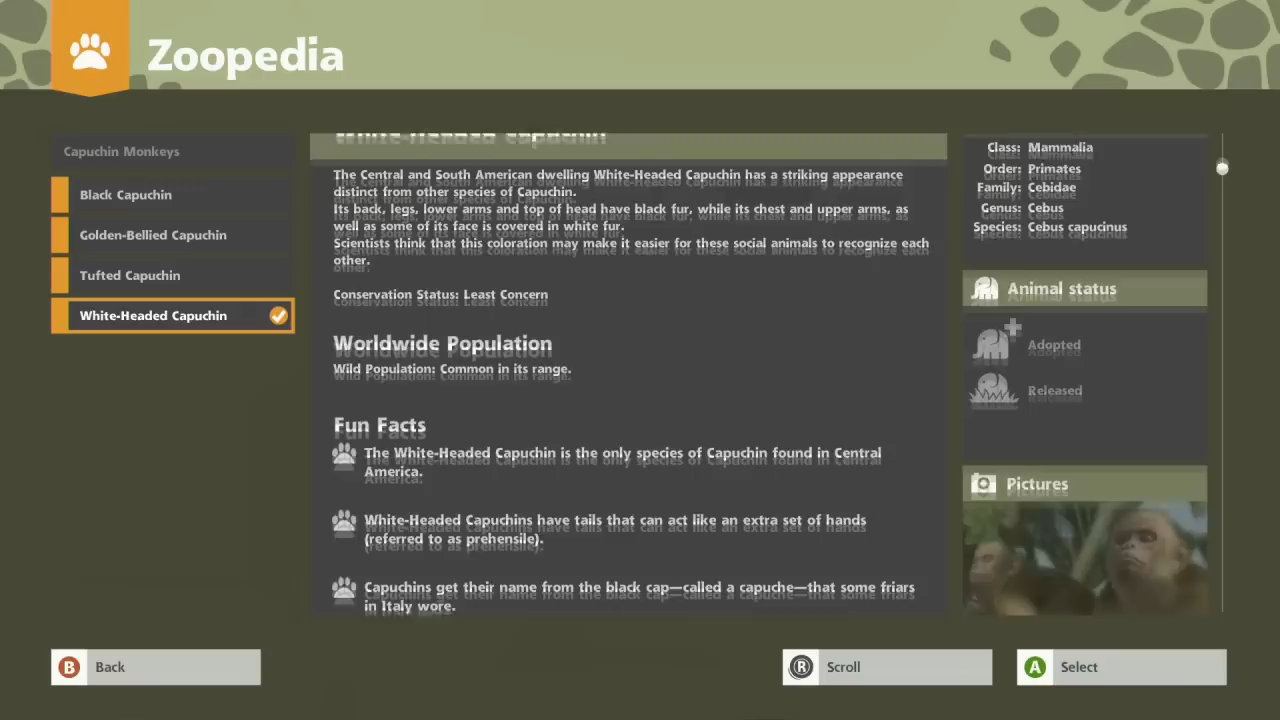 Zoopedia
Capuchin Monkeys
Black Capuchin
Golden-Bellied Capuchin
Tufted Capuchin
White-Headed Capuchin
White-Headed Capuchin
The Central and South American dwelling White-Headed Capuchin has a striking appearance
distinct from other species of Capuchin.
Its back, legs, lower arms and top of head have black fur, while its chest and upper arms, as
well as some of its face is covered in white fur.
Scientists think that this coloration may make it easier for these social animals to recognize each
other.
Conservation Status: Least Concern
Worldwide Population
Wild Population: Common in its range.
Fun Facts
The White-Headed Capuchin is the only species of Capuchin found in Central
America.
White-Headed Capuchins have tails that can act like an extra set of hands
(referred to as prehensile).
Capuchins get their name from the black cap—called a capuche—that some friars
in Italy wore.
Class: Mammalia
Order: Primates
Family: Cebidae
Genus: Cebus
Species: Cebus capucinus
Animal status
Adopted
Released
Pictures
B Back
R Scroll
A Select